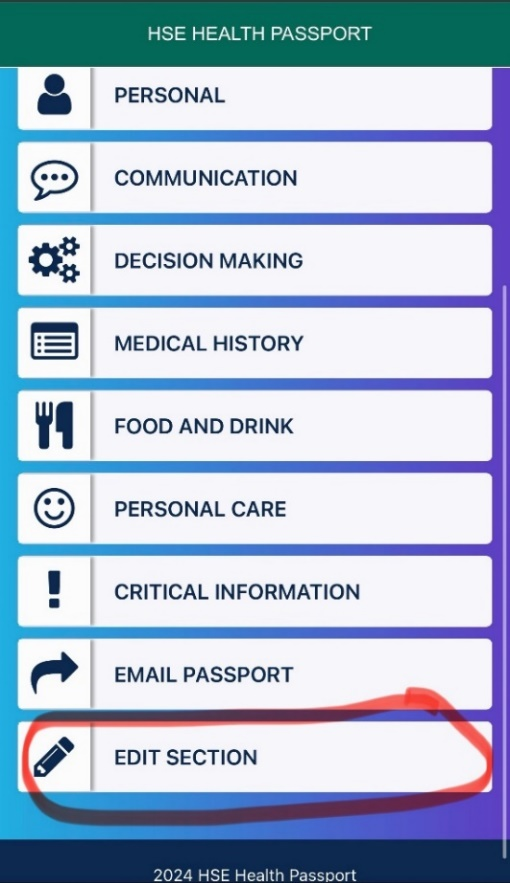 HSE HEALTH PASSPORT
PERSONAL
COMMUNICATION
DECISION MAKING
MEDICAL HISTORY
FOOD AND DRINK
PERSONAL CARE
CRITICAL INFORMATION
EMAIL PASSPORT
EDIT SECTION
2024 HSE Health Passport